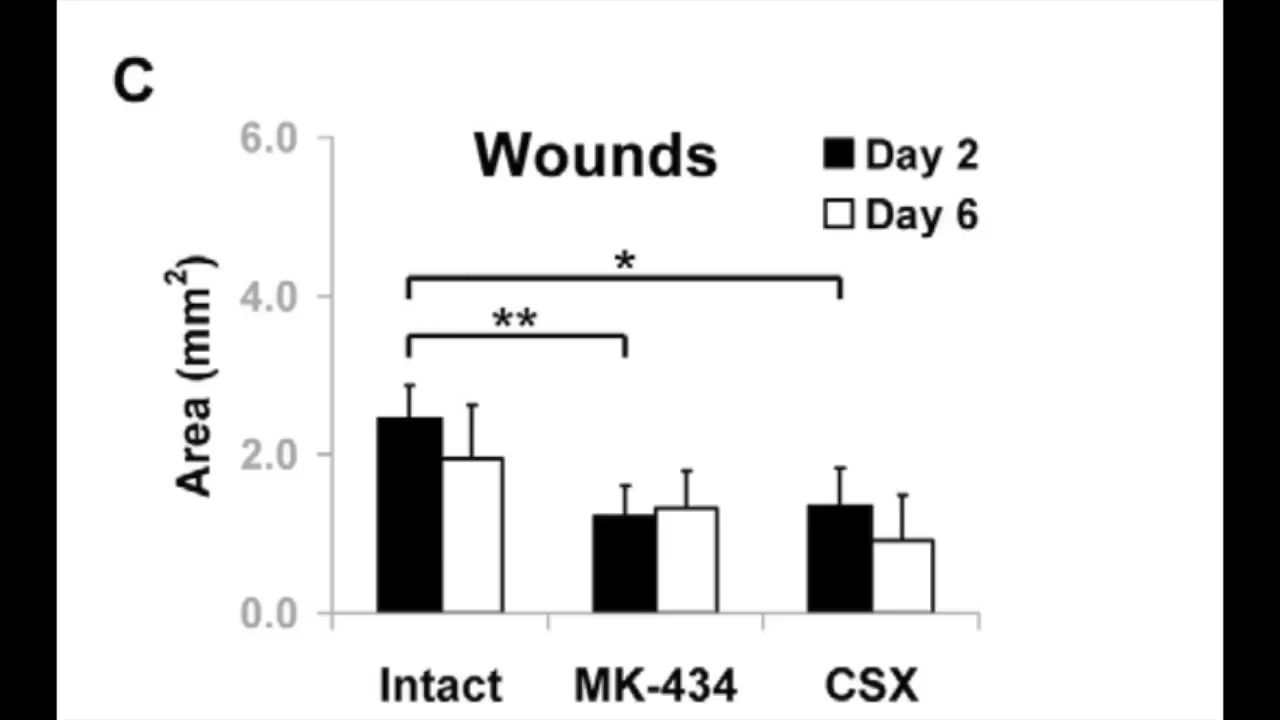 C
Wounds
Day 2
Day 6
6.0
4.0
2.0
0.0
Area (mm²)
*
**
Intact MK-434 CSX